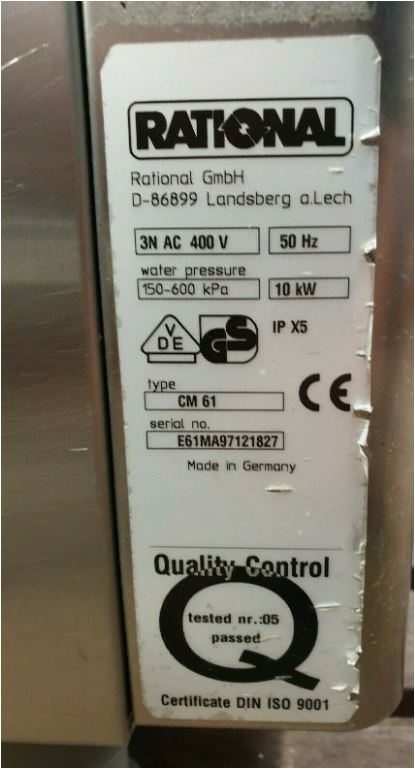 RATIONAL
Rational GmbH
D-86899 Landsberg a.Lech
3N AC 400 V 50 Hz
water pressure
150-600 kPa 10 kW
VDE GS IP X5
type
CM 61 CE
serial no.
E61MA97121827
Made in Germany
Quality Control
tested nr.:05
passed
Certificate DIN ISO 9001